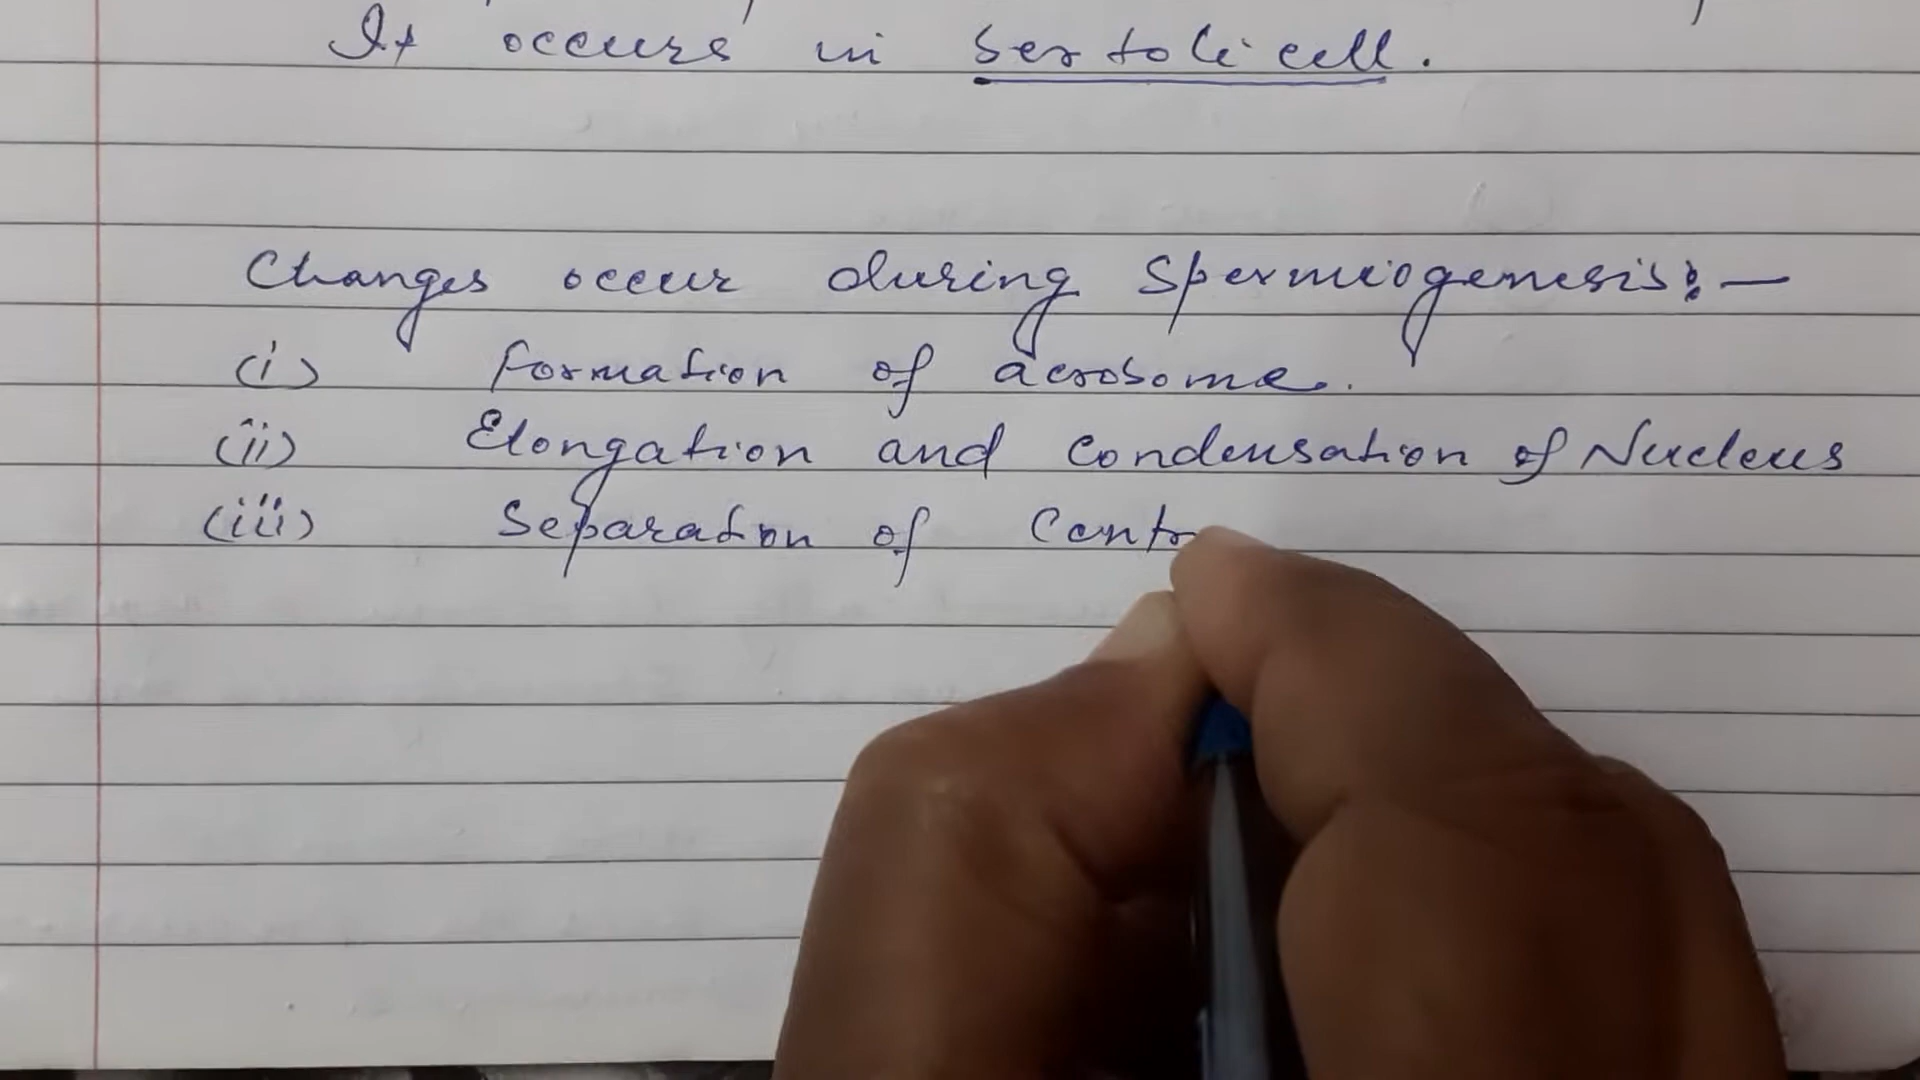 It occurs in Sertoli cell.
Changes occur during Spermiogenesis:—
(i) Formation of acrosome.
(ii) Elongation and Condensation of Nucleus
(iii) Separation of Centr